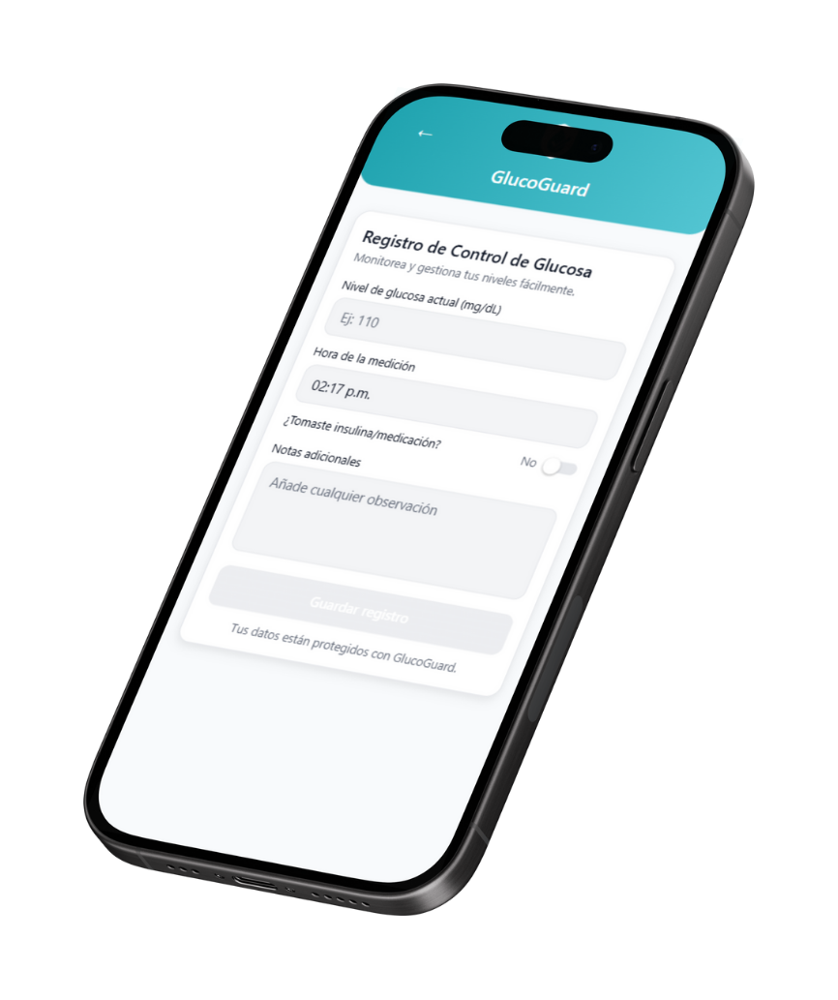 ←
GlucoGuard
Registro de Control de Glucosa
Monitorea y gestiona tus niveles fácilmente.
Nivel de glucosa actual (mg/dL)
Ej: 110
Hora de la medición
02:17 p.m.
¿Tomaste insulina/medicación?
No
Notas adicionales
Añade cualquier observación
Guardar registro
Tus datos están protegidos con GlucoGuard.